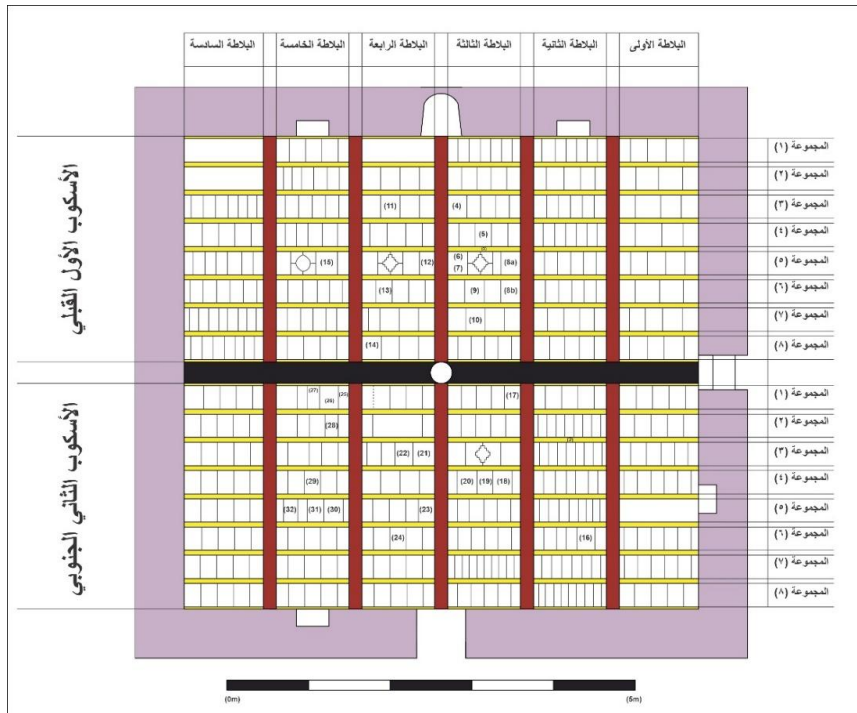 البلاطة الأولى
البلاطة الثانية
البلاطة الثالثة
البلاطة الرابعة
البلاطة الخامسة
البلاطة السادسة
الأسكوب الأول القبلي
المجموعة (١)
المجموعة (٢)
المجموعة (٣)
(4)
(11)
المجموعة (٤)
(5)
المجموعة (٥)
(8a)
(6)
(7)
(12)
(15)
المجموعة (٦)
(8b)
(9)
(13)
المجموعة (٧)
(10)
المجموعة (٨)
(14)
الأسكوب الثاني الجنوبي
المجموعة (١)
(17)
(25)
(26)
(27)
المجموعة (٢)
(28)
المجموعة (٣)
(21)
(22)
المجموعة (٤)
(18)
(19)
(20)
(29)
المجموعة (٥)
(23)
(30)
(31)
(32)
المجموعة (٦)
(16)
(24)
المجموعة (٧)
المجموعة (٨)
(0m)
(5m)